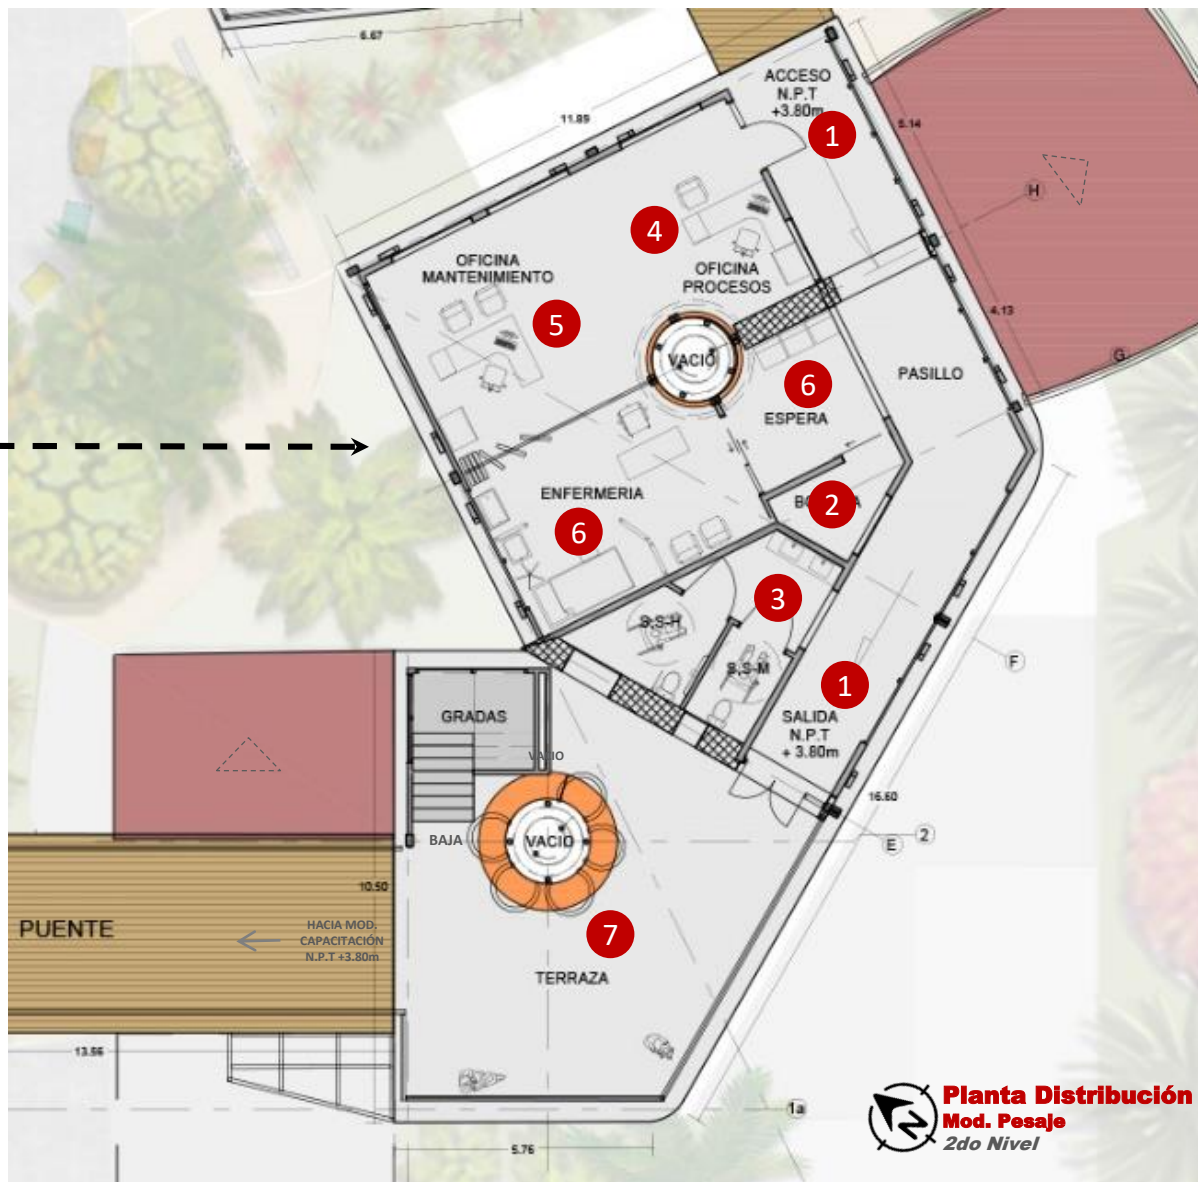 6.67
ACCESO
N.P.T
+3.80m
1
11.89
5.14
H
4
OFICINA
MANTENIMIENTO
OFICINA
PROCESOS
5
4.13
G
VACIO
PASILLO
6
ESPERA
ENFERMERIA
6
2
3
S.S-H
S.S-M
1
F
GRADAS
SALIDA
N.P.T
+ 3.80m
VACIO
16.60
BAJA
VACIO
E
2
10.50
PUENTE
HACIA MOD.
CAPACITACIÓN
N.P.T +3.80m
7
TERRAZA
13.56
1a
5.76
N
Planta Distribución
Mod. Pesaje
2do Nivel